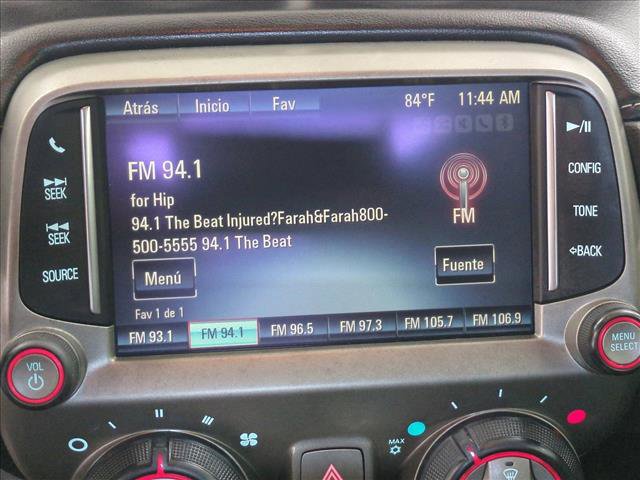 Atrás Inicio Fav 84°F 11:44 AM
FM 94.1
for Hip
94.1 The Beat Injured?Farah&Farah800-
500-5555 94.1 The Beat
FM
Menú Fuente
Fav 1 de 1
FM 93.1 FM 94.1 FM 96.5 FM 97.3 FM 105.7 FM 106.9
SEEK
SEEK
SOURCE
CONFIG
TONE
BACK
VOL
MENU
SELECT
MAX